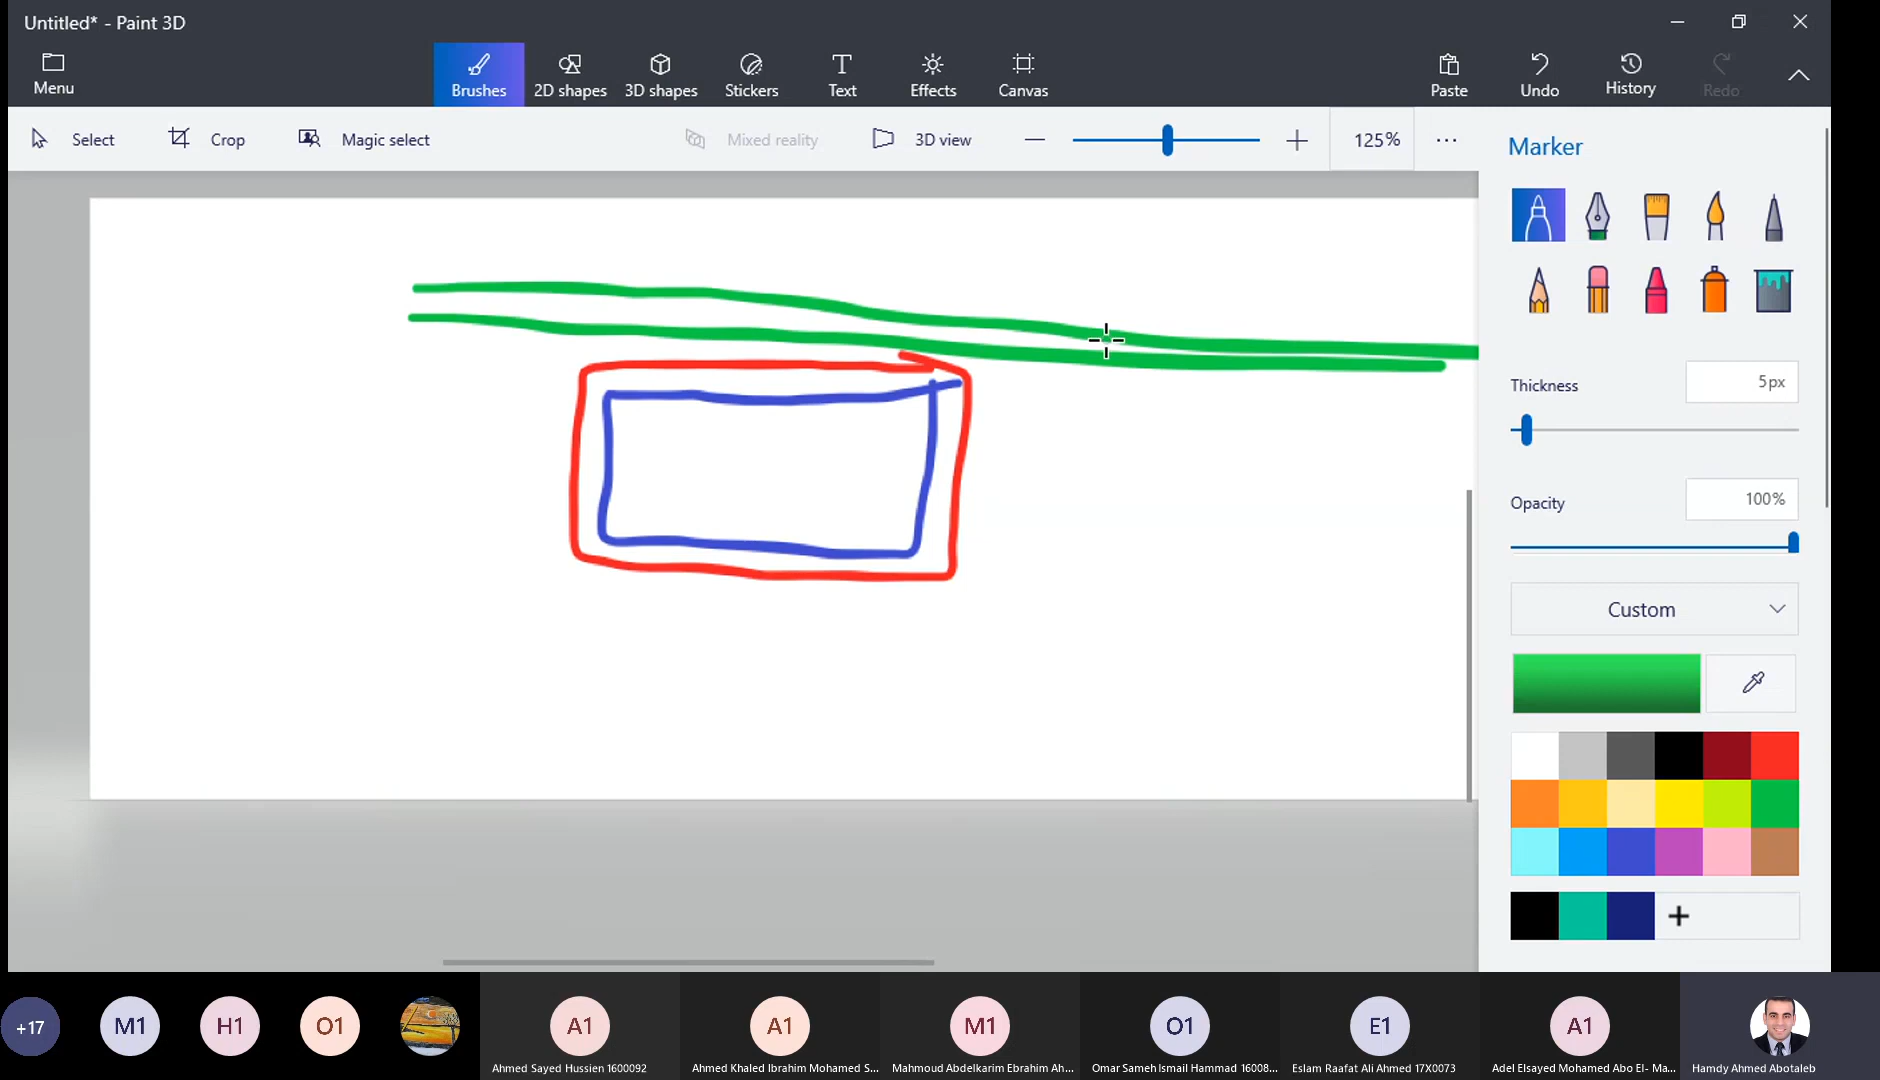 Untitled* - Paint 3D
Menu
Brushes
2D shapes
3D shapes
Stickers
Text
Effects
Canvas
Paste
Undo
History
Redo
Select
Crop
Magic select
Mixed reality
3D view
125%
Marker
Thickness
5px
Opacity
100%
Custom
+17
M1
H1
O1
A1
A1
M1
O1
E1
A1
Ahmed Sayed Hussien 1600092
Ahmed Khaled Ibrahim Mohamed S...
Mahmoud Abdelkarim Ebrahim Ah...
Omar Sameh Ismail Hammad 16008...
Eslam Raafat Ali Ahmed 17X0073
Adel Elsayed Mohamed Abo El- Ma...
Hamdy Ahmed Abotaleb